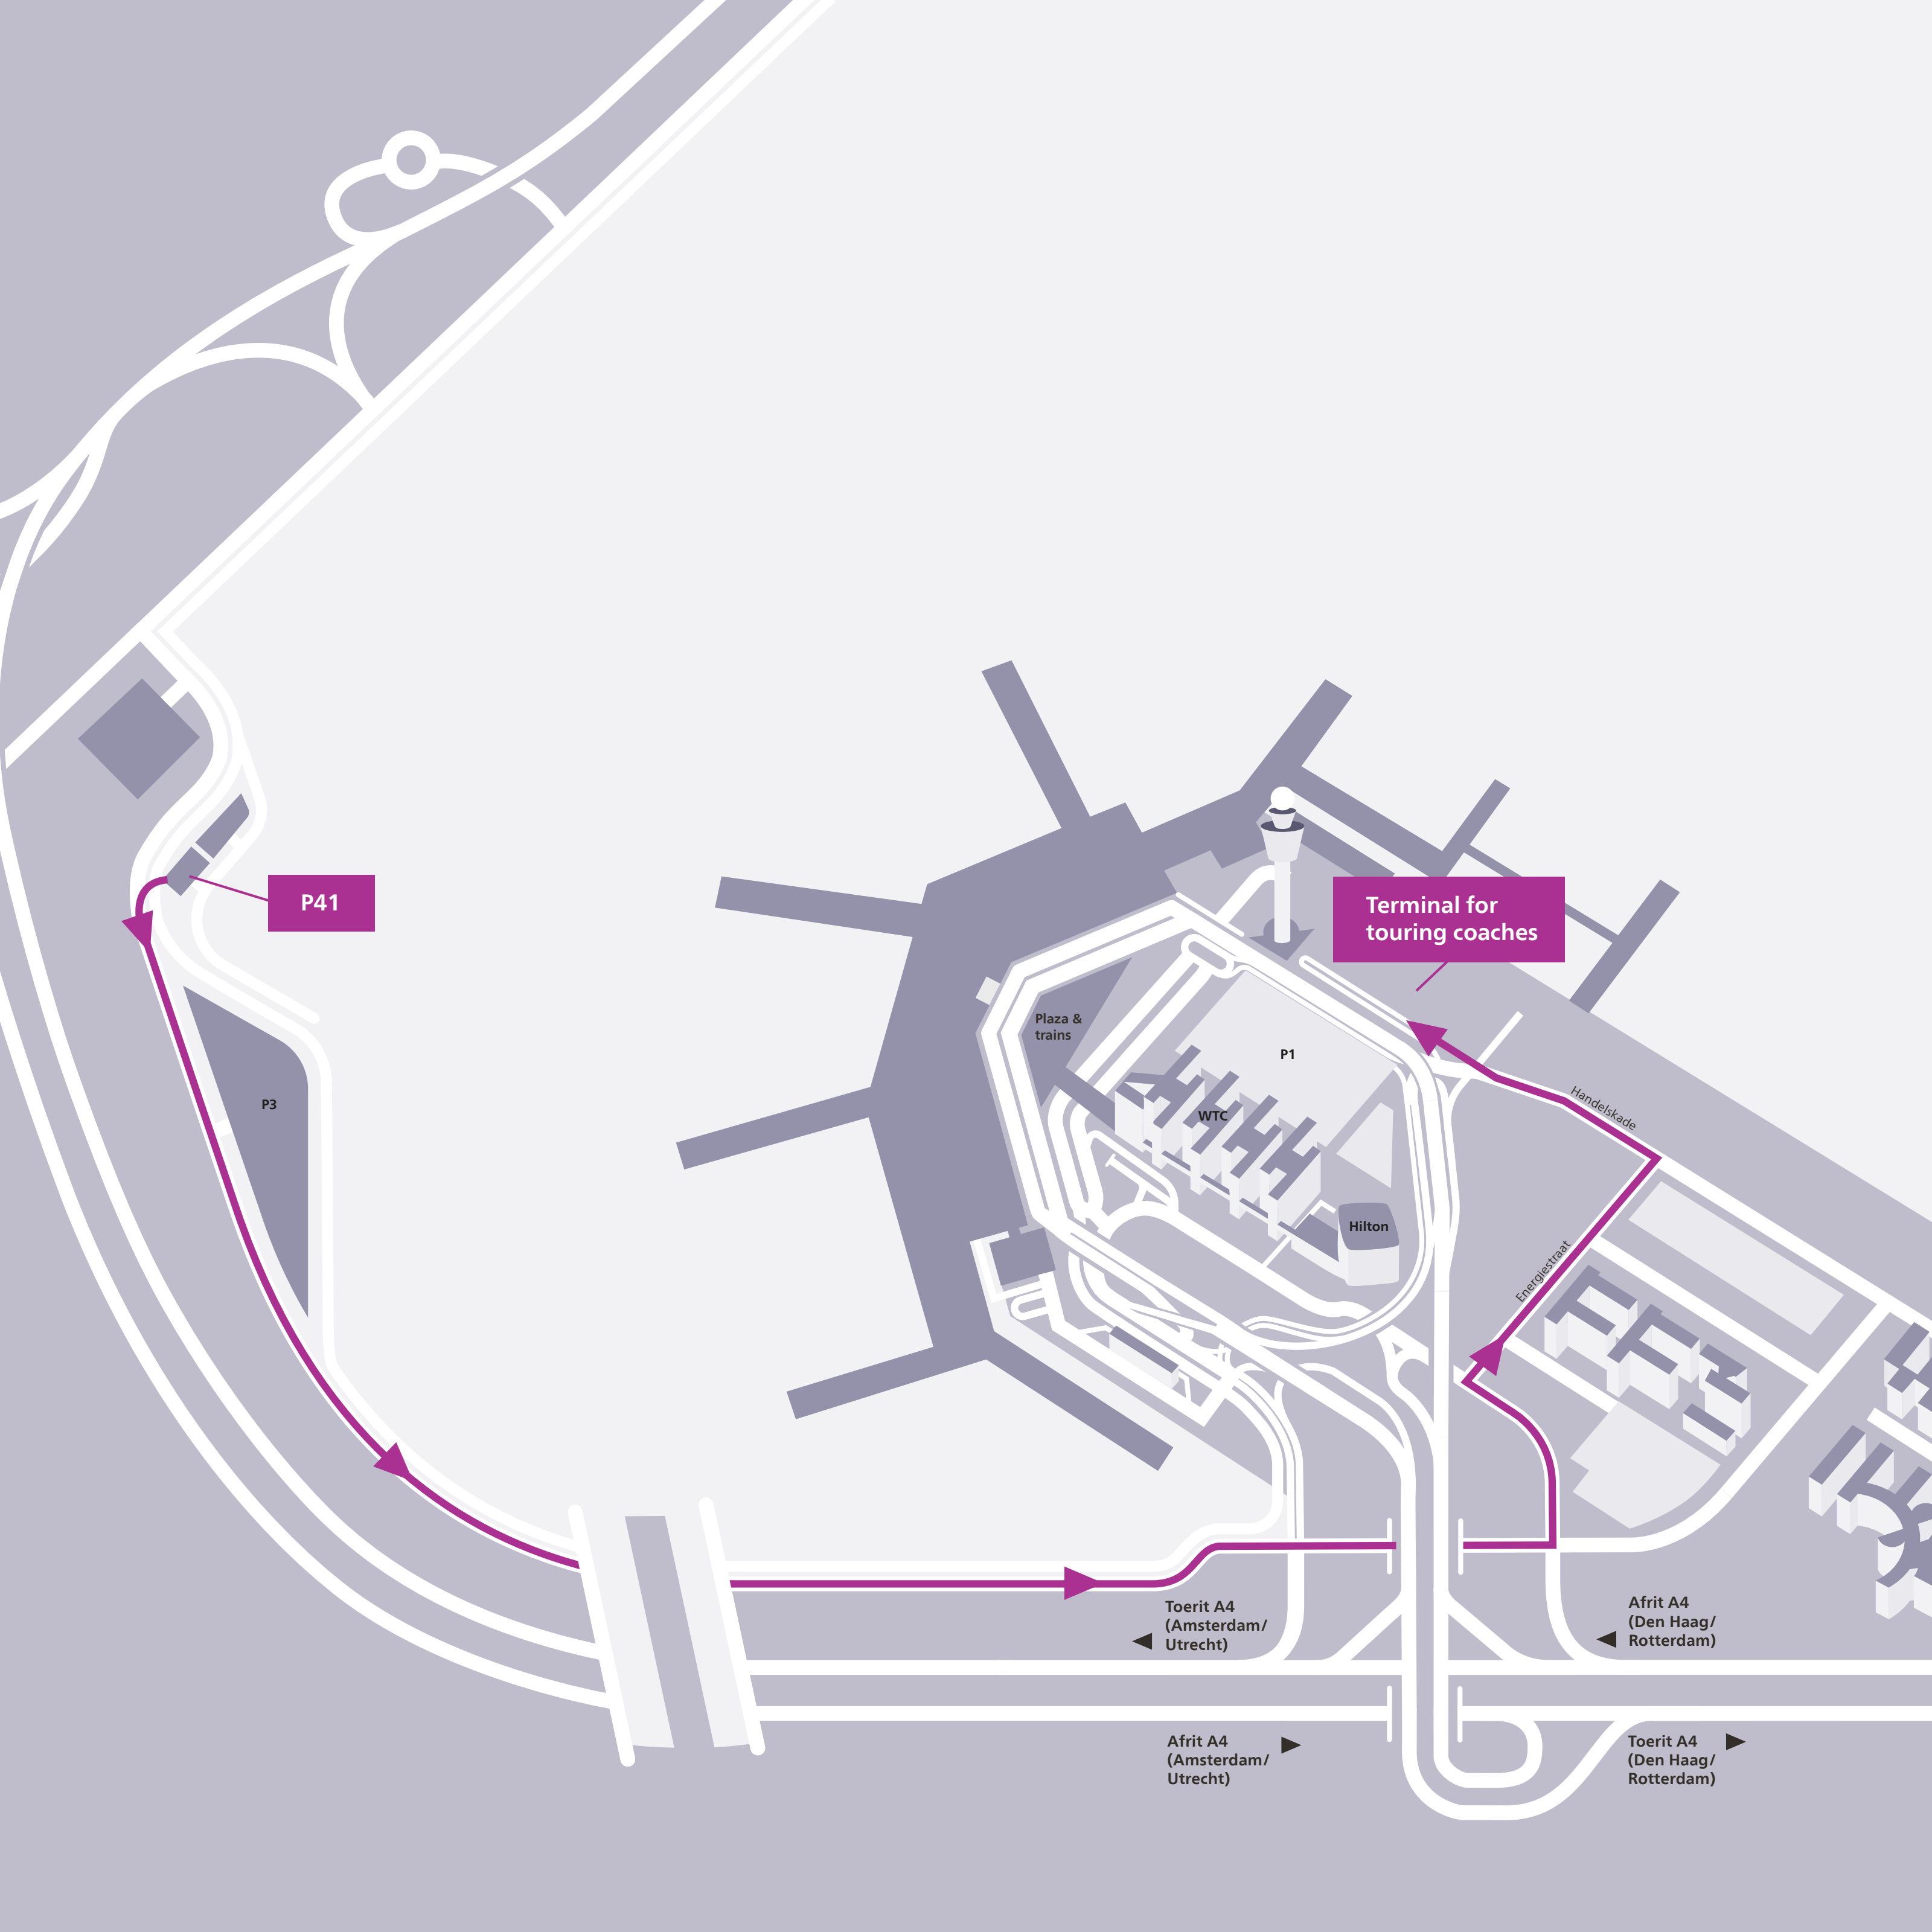 P41
Terminal for
touring coaches
Plaza &
trains
P1
P3
WTC
Handelskade
Hilton
Energiestraat
Toerit A4
(Amsterdam/
Utrecht)
Afrit A4
(Den Haag/
Rotterdam)
Afrit A4
(Amsterdam/
Utrecht)
Toerit A4
(Den Haag/
Rotterdam)